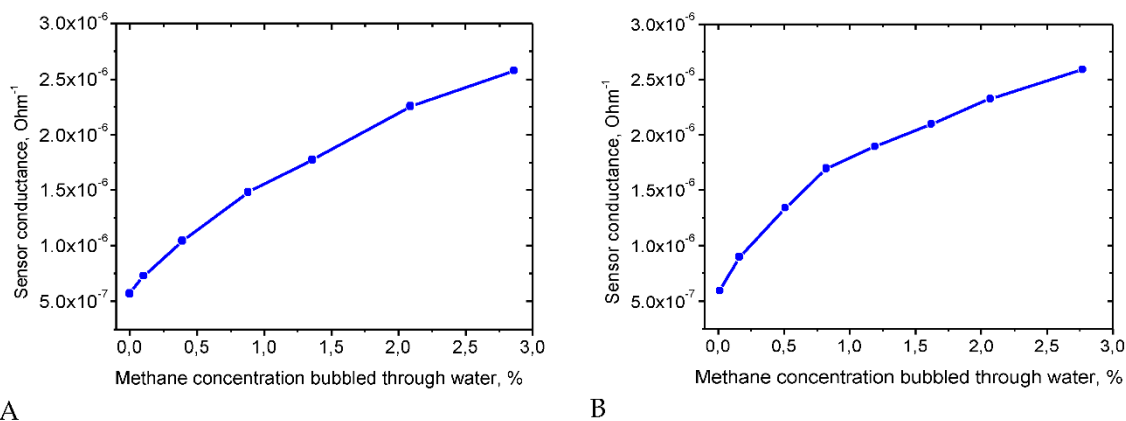 3.0x10⁻⁶
2.5x10⁻⁶
2.0x10⁻⁶
1.5x10⁻⁶
1.0x10⁻⁶
5.0x10⁻⁷
Sensor conductance, Ohm⁻¹
0,0 0,5 1,0 1,5 2,0 2,5 3,0
Methane concentration bubbled through water, %
A
3.0x10⁻⁶
2.5x10⁻⁶
2.0x10⁻⁶
1.5x10⁻⁶
1.0x10⁻⁶
5.0x10⁻⁷
Sensor conductance, Ohm⁻¹
0,0 0,5 1,0 1,5 2,0 2,5 3,0
Methane concentration bubbled through water, %
B